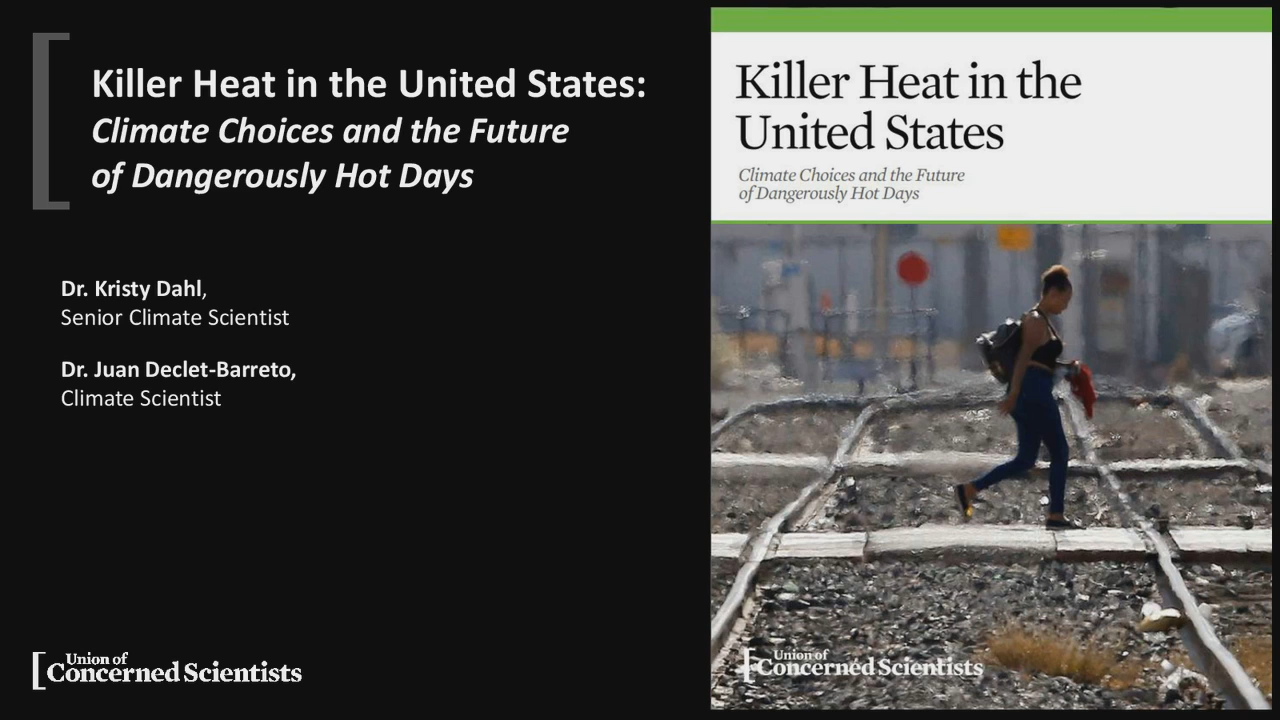 Killer Heat in the United States:
Climate Choices and the Future
of Dangerously Hot Days
Dr. Kristy Dahl,
Senior Climate Scientist
Dr. Juan Declet-Barreto,
Climate Scientist
Union of
Concerned Scientists
Killer Heat in the
United States
Climate Choices and the Future
of Dangerously Hot Days
Union of
Concerned Scientists